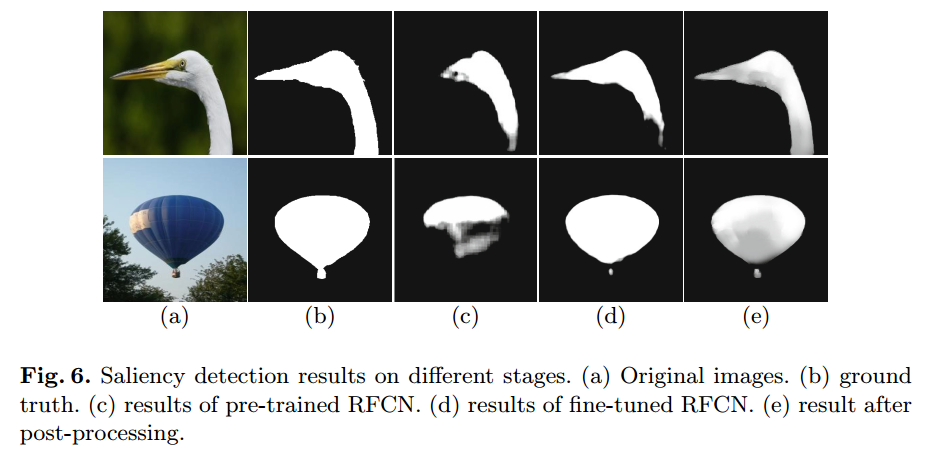 (a) (b) (c) (d) (e)
Fig. 6. Saliency detection results on different stages. (a) Original images. (b) ground
truth. (c) results of pre-trained RFCN. (d) results of fine-tuned RFCN. (e) result after
post-processing.